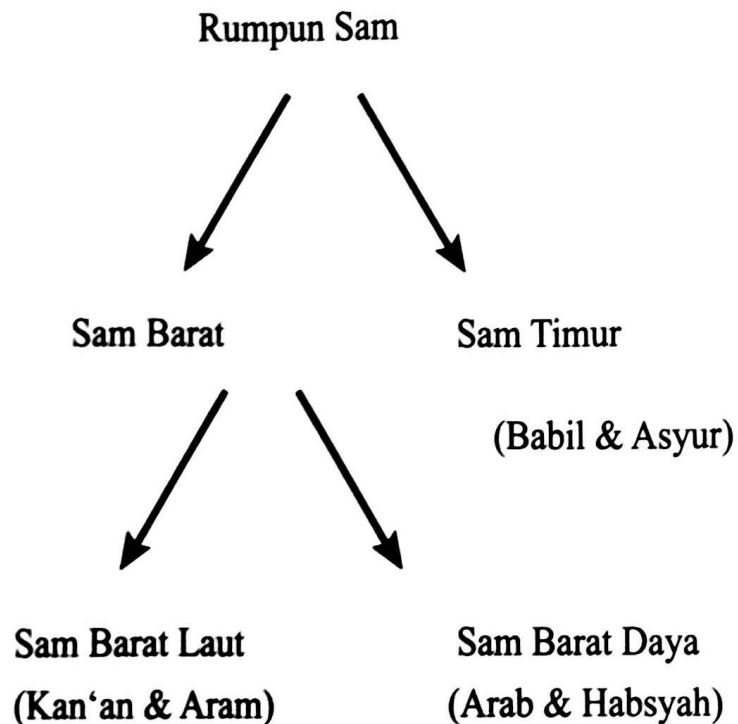 Rumpun Sam
Sam Barat
Sam Timur
(Babil & Asyur)
Sam Barat Laut
(Kan‘an & Aram)
Sam Barat Daya
(Arab & Habsyah)